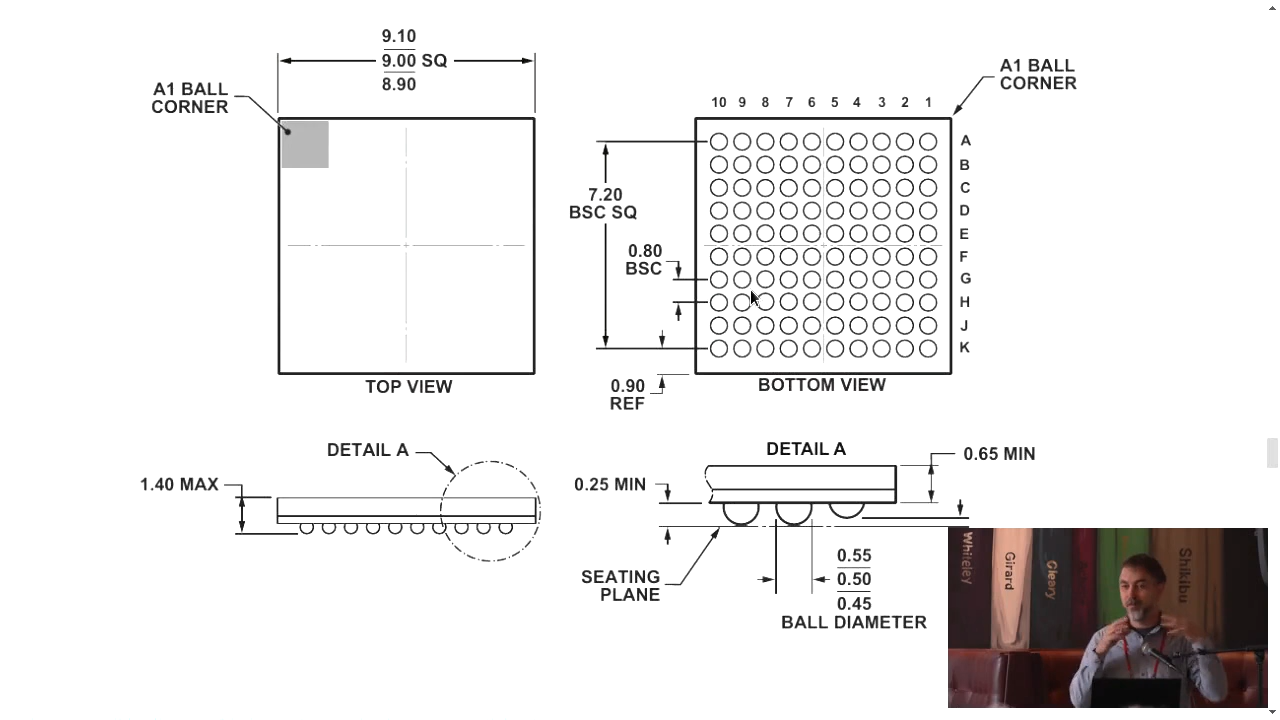 9.10
9.00 SQ
8.90
A1 BALL
CORNER
TOP VIEW
A1 BALL
CORNER
10 9 8 7 6 5 4 3 2 1
A
B
C
D
E
F
G
H
J
K
7.20
BSC SQ
0.80
BSC
0.90
REF
BOTTOM VIEW
DETAIL A
1.40 MAX
DETAIL A
0.65 MIN
0.25 MIN
SEATING
PLANE
0.55
0.50
0.45
BALL DIAMETER
Whiteley
Girard
Cleary
Shikibu